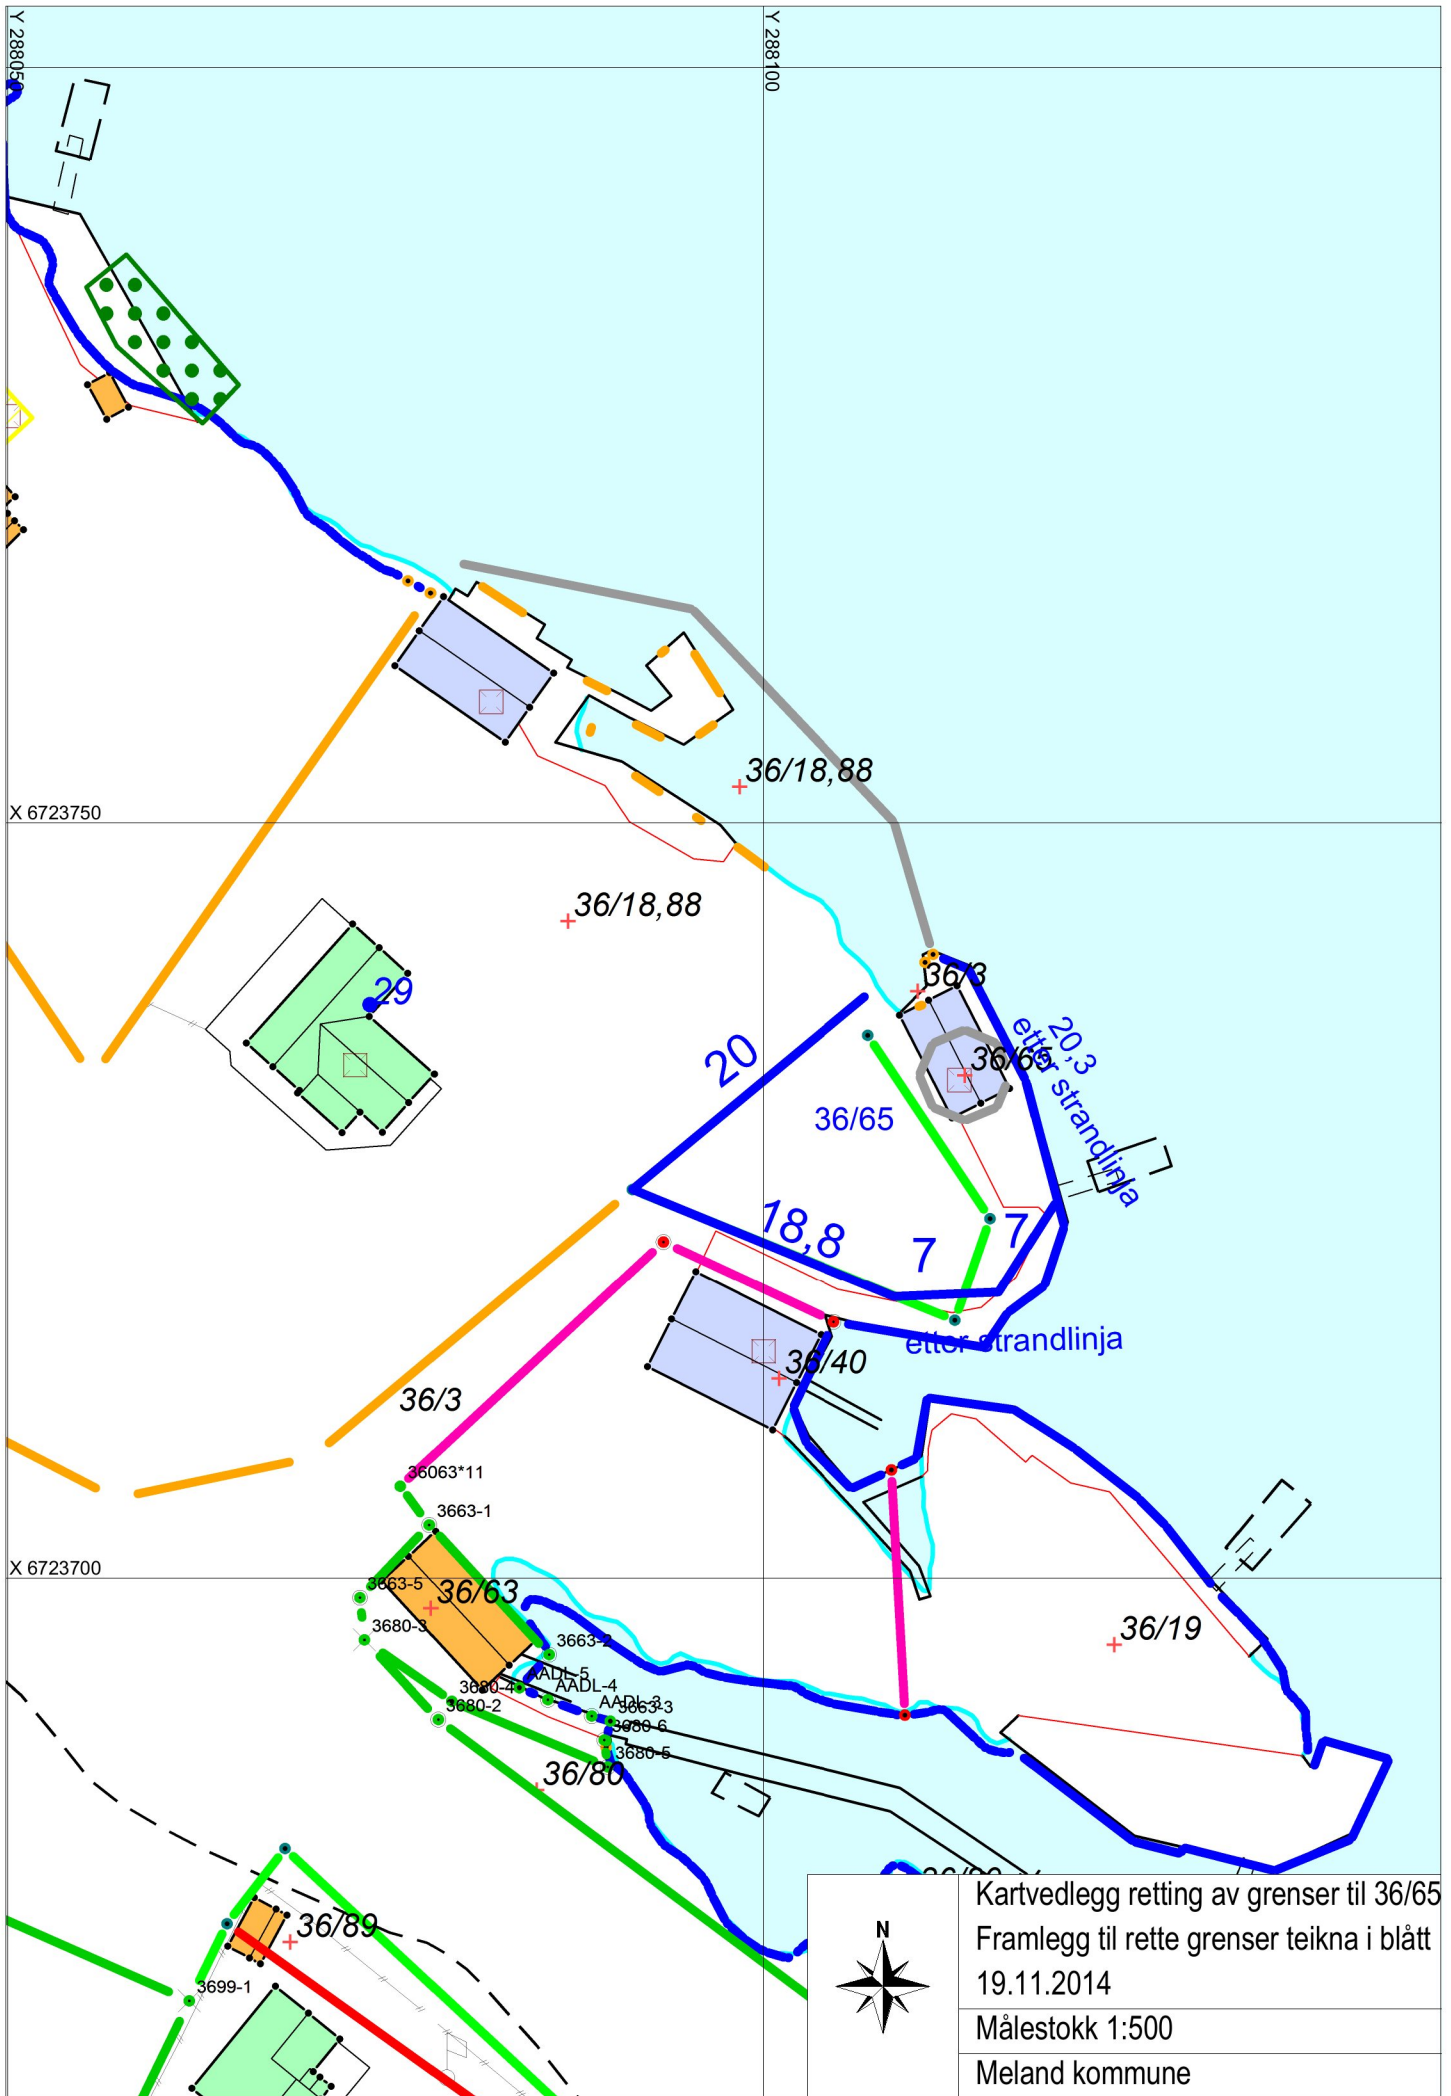 Y 288050
Y 288100
36/18,88
X 6723750
36/18,88
36/3
29
20,3
etter strandlinja
20
36/65
36/65
18,8
7
7
etter strandlinja
36/40
36/3
36063*11
3663-1
X 6723700
3663-5
36/63
3680-3
36/19
3663-2
AADL-5
3680-4
AADL-4
AADL-3
3663-3
3680-2
3680-6
3680-5
36/80
36/89
3699-1
N
Kartvedlegg retting av grenser til 36/65
Framlegg til rette grenser teikna i blått
19.11.2014
Målestokk 1:500
Meland kommune